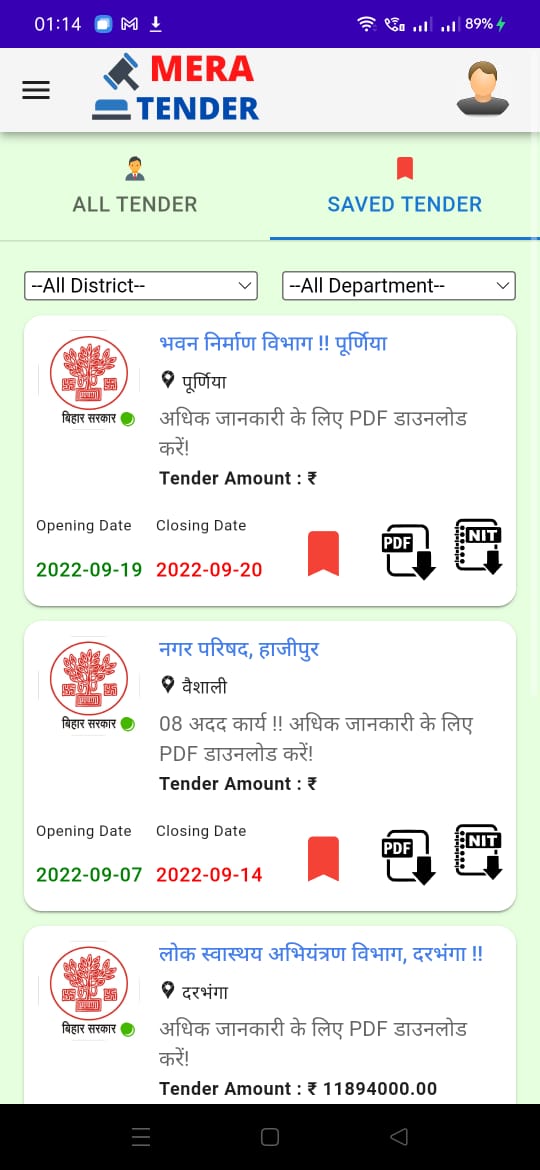 01:14 89%
MERA
TENDER
ALL TENDER SAVED TENDER
--All District-- --All Department--
भवन निर्माण विभाग !! पूर्णिया
पूर्णिया
बिहार सरकार
अधिक जानकारी के लिए PDF डाउनलोड
करें!
Tender Amount : ₹
Opening Date Closing Date
PDF NIT
2022-09-19 2022-09-20
नगर परिषद, हाजीपुर
वैशाली
बिहार सरकार
08 अदद कार्य !! अधिक जानकारी के लिए
PDF डाउनलोड करें!
Tender Amount : ₹
Opening Date Closing Date
PDF NIT
2022-09-07 2022-09-14
लोक स्वास्थय अभियंत्रण विभाग, दरभंगा !!
दरभंगा
बिहार सरकार
अधिक जानकारी के लिए PDF डाउनलोड
करें!
Tender Amount : ₹ 11894000.00